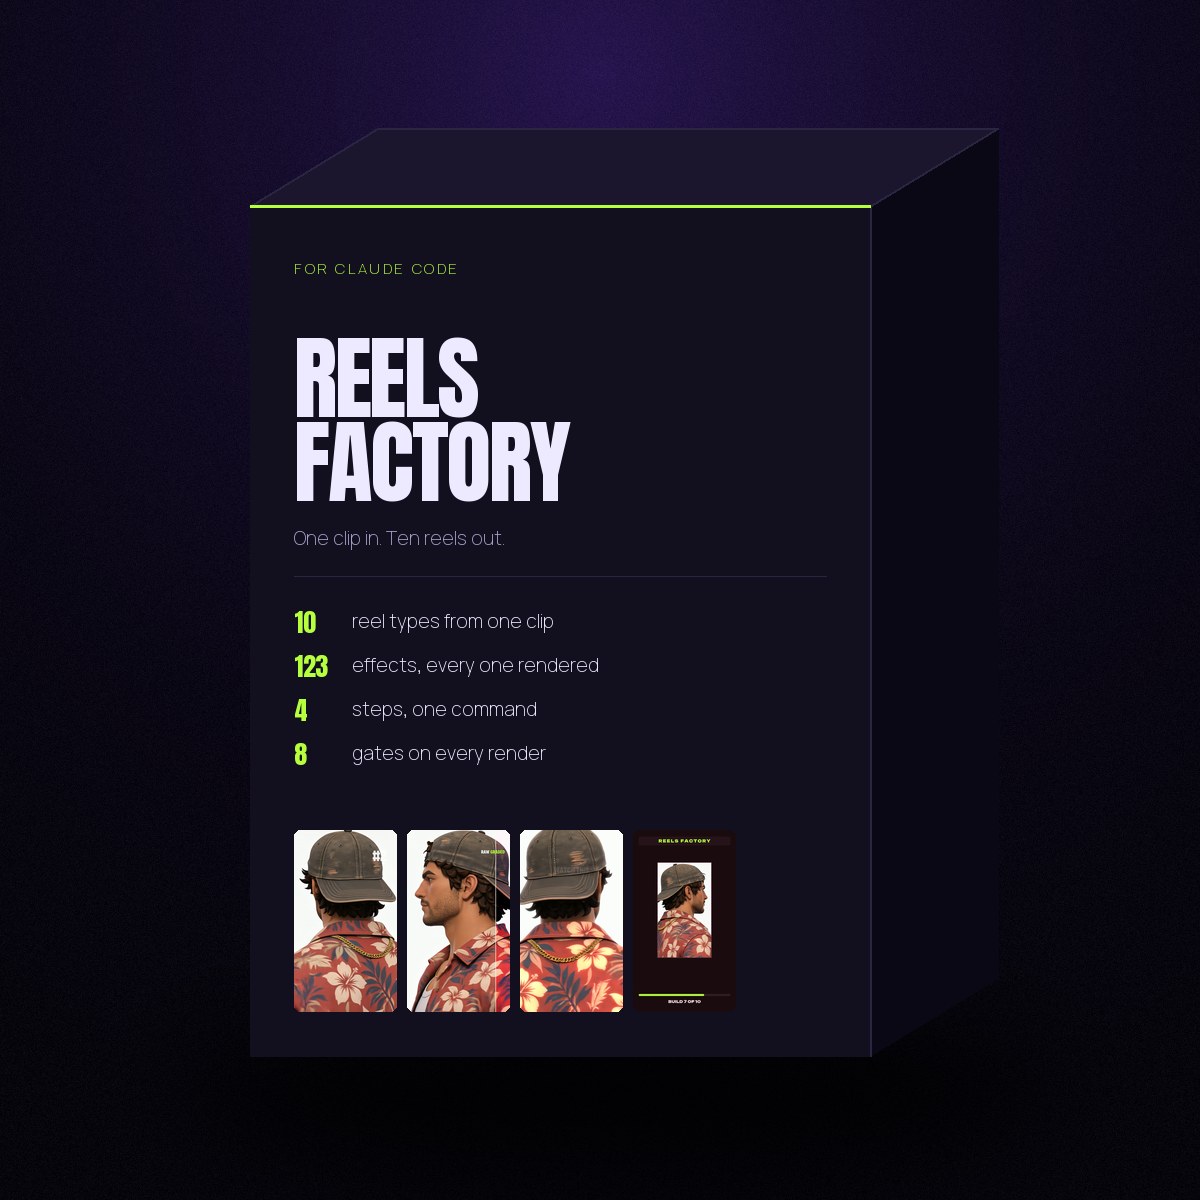 FOR CLAUDE CODE
REELS
FACTORY
One clip in. Ten reels out.
10 reel types from one clip
123 effects, every one rendered
4 steps, one command
8 gates on every render
REELS FACTORY
BUILD 7 OF 10